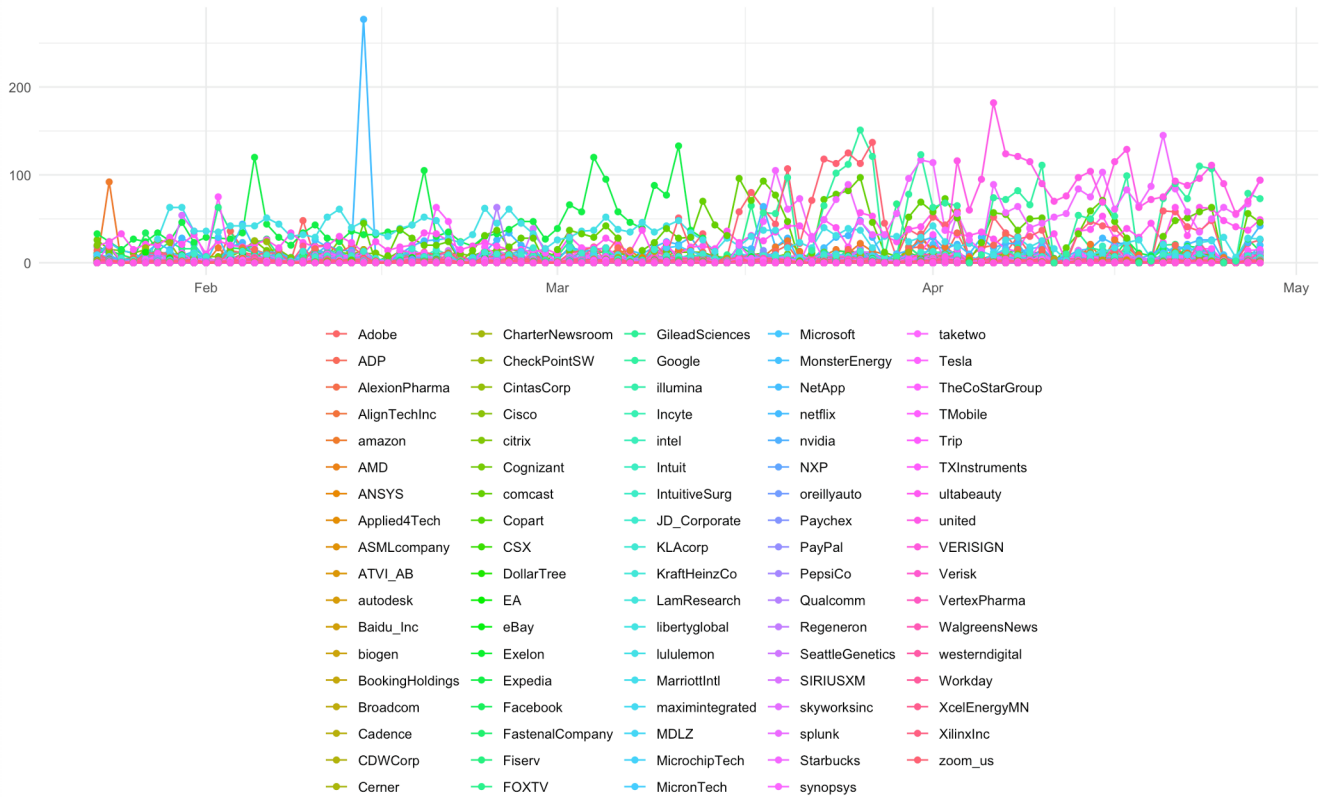 200
100
0
Feb Mar Apr May
Adobe CharterNewsroom GileadSciences Microsoft taketwo
ADP CheckPointSW Google MonsterEnergy Tesla
AlexionPharma CintasCorp illumina NetApp TheCoStarGroup
AlignTechInc Cisco Incyte netflix TMobile
amazon citrix intel nvidia Trip
AMD Cognizant Intuit NXP TXInstruments
ANSYS comcast IntuitiveSurg oreillyauto ultabeauty
Applied4Tech Copart JD_Corporate Paychex united
ASMLcompany CSX KLAcorp PayPal VERISIGN
ATVI_AB DollarTree KraftHeinzCo PepsiCo Verisk
autodesk EA LamResearch Qualcomm VertexPharma
Baidu_Inc eBay libertyglobal Regeneron WalgreensNews
biogen Exelon lululemon SeattleGenetics westerndigital
BookingHoldings Expedia MarriottIntl SIRIUSXM Workday
Broadcom Facebook maximintegrated skyworksinc XcelEnergyMN
Cadence FastenalCompany MDLZ splunk XilinxInc
CDWCorp Fiserv MicrochipTech Starbucks zoom_us
Cerner FOXTV MicronTech synopsys